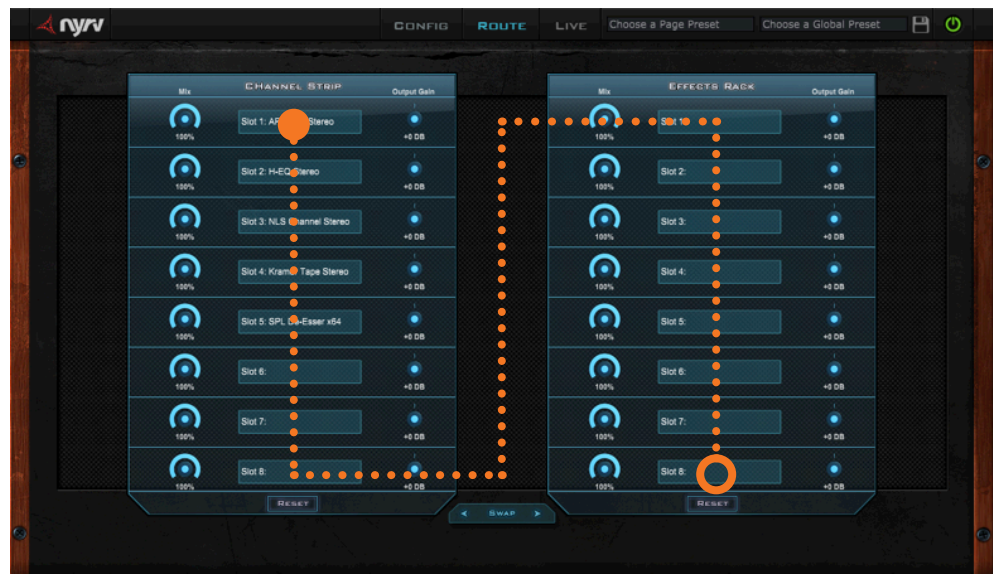 nyrv
CONFIG ROUTE LIVE Choose a Page Preset Choose a Global Preset
Mix CHANNEL STRIP Output Gain
Slot 1: Stereo
100% +0 DB
Slot 2: H-EQ Stereo
100% +0 DB
Slot 3: NLS Channel Stereo
100% +0 DB
Slot 4: Kramer Tape Stereo
100% +0 DB
Slot 5: SPL De-Esser x64
100% +0 DB
Slot 6:
100% +0 DB
Slot 7:
100% +0 DB
Slot 8:
100% +0 DB
RESET
Mix EFFECTS RACK Output Gain
Slot 1:
100% +0 DB
Slot 2:
100% +0 DB
Slot 3:
100% +0 DB
Slot 4:
100% +0 DB
Slot 5:
100% +0 DB
Slot 6:
100% +0 DB
Slot 7:
100% +0 DB
Slot 8:
100% +0 DB
RESET
< SWAP >